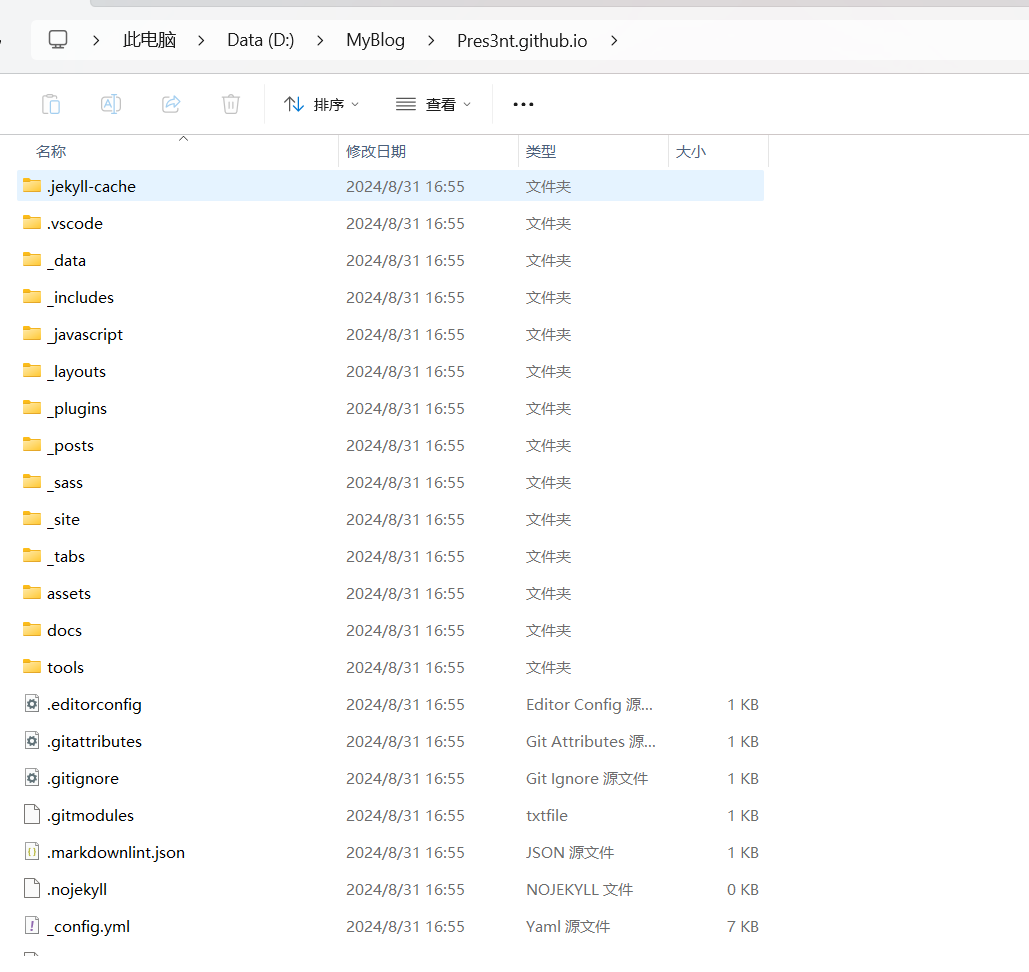 此电脑 > Data (D:) > MyBlog > Pres3nt.github.io >
排序 查看
名称 修改日期 类型 大小
.jekyll-cache 2024/8/31 16:55 文件夹
.vscode 2024/8/31 16:55 文件夹
_data 2024/8/31 16:55 文件夹
_includes 2024/8/31 16:55 文件夹
_javascript 2024/8/31 16:55 文件夹
_layouts 2024/8/31 16:55 文件夹
_plugins 2024/8/31 16:55 文件夹
_posts 2024/8/31 16:55 文件夹
_sass 2024/8/31 16:55 文件夹
_site 2024/8/31 16:55 文件夹
_tabs 2024/8/31 16:55 文件夹
assets 2024/8/31 16:55 文件夹
docs 2024/8/31 16:55 文件夹
tools 2024/8/31 16:55 文件夹
.editorconfig 2024/8/31 16:55 Editor Config 源... 1 KB
.gitattributes 2024/8/31 16:55 Git Attributes 源... 1 KB
.gitignore 2024/8/31 16:55 Git Ignore 源文件 1 KB
.gitmodules 2024/8/31 16:55 txtfile 1 KB
.markdownlint.json 2024/8/31 16:55 JSON 源文件 1 KB
.nojekyll 2024/8/31 16:55 NOJEKYLL 文件 0 KB
_config.yml 2024/8/31 16:55 Yaml 源文件 7 KB